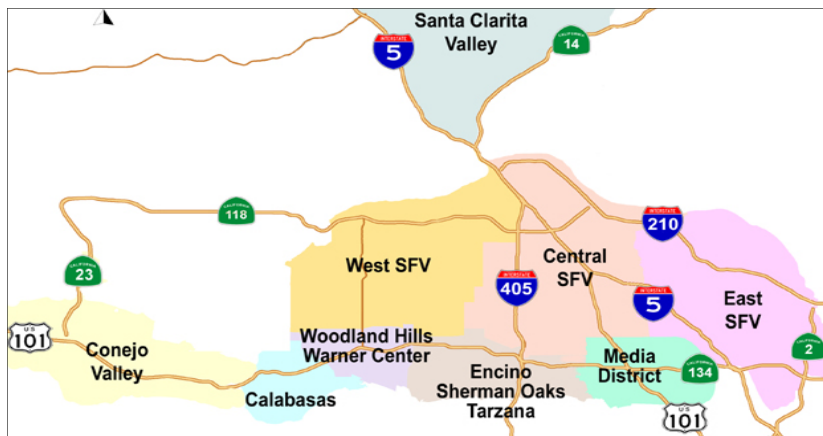 Santa Clarita
Valley
INTERSTATE
5
CALIFORNIA
14
CALIFORNIA
118
INTERSTATE
210
CALIFORNIA
23
West SFV
Central
SFV
INTERSTATE
405
INTERSTATE
5
East
SFV
US
101
Conejo
Valley
Woodland Hills
Warner Center
Calabasas
Encino
Sherman Oaks
Tarzana
Media
District
CALIFORNIA
134
CALIFORNIA
2
US
101